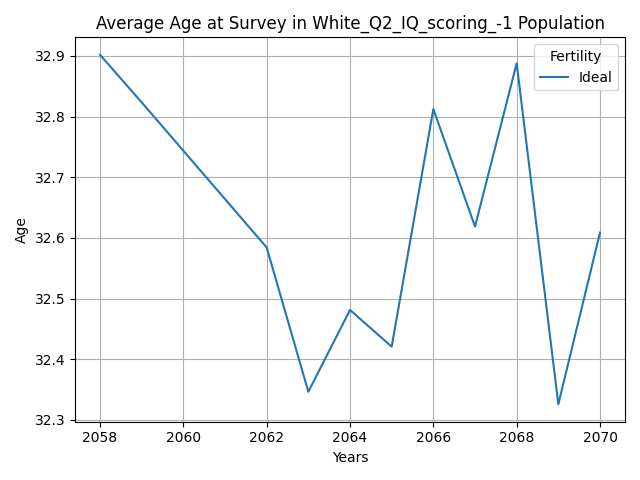 Average Age at Survey in White_Q2_IQ_scoring_-1 Population
Fertility
Ideal
32.9
32.8
32.7
32.6
32.5
32.4
32.3
Age
2058 2060 2062 2064 2066 2068 2070
Years